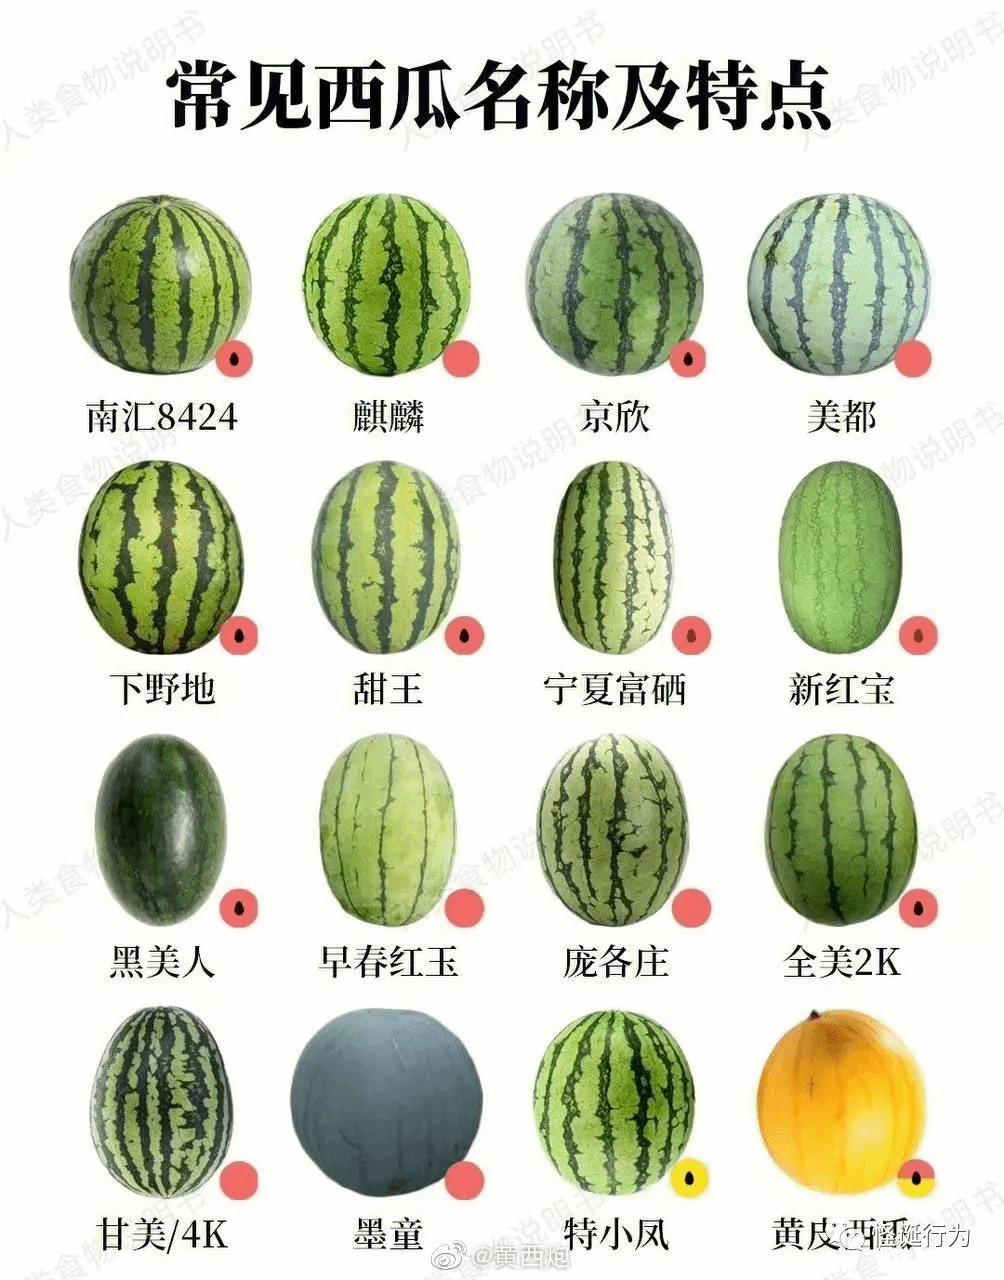 常见西瓜名称及特点
南汇8424 麒麟 京欣 美都
下野地 甜王 宁夏富硒 新红宝
黑美人 早春红玉 庞各庄 全美2K
甘美/4K 墨童 特小凤 黄皮西瓜
@黄西炮
怪诞行为
人类食物说明书